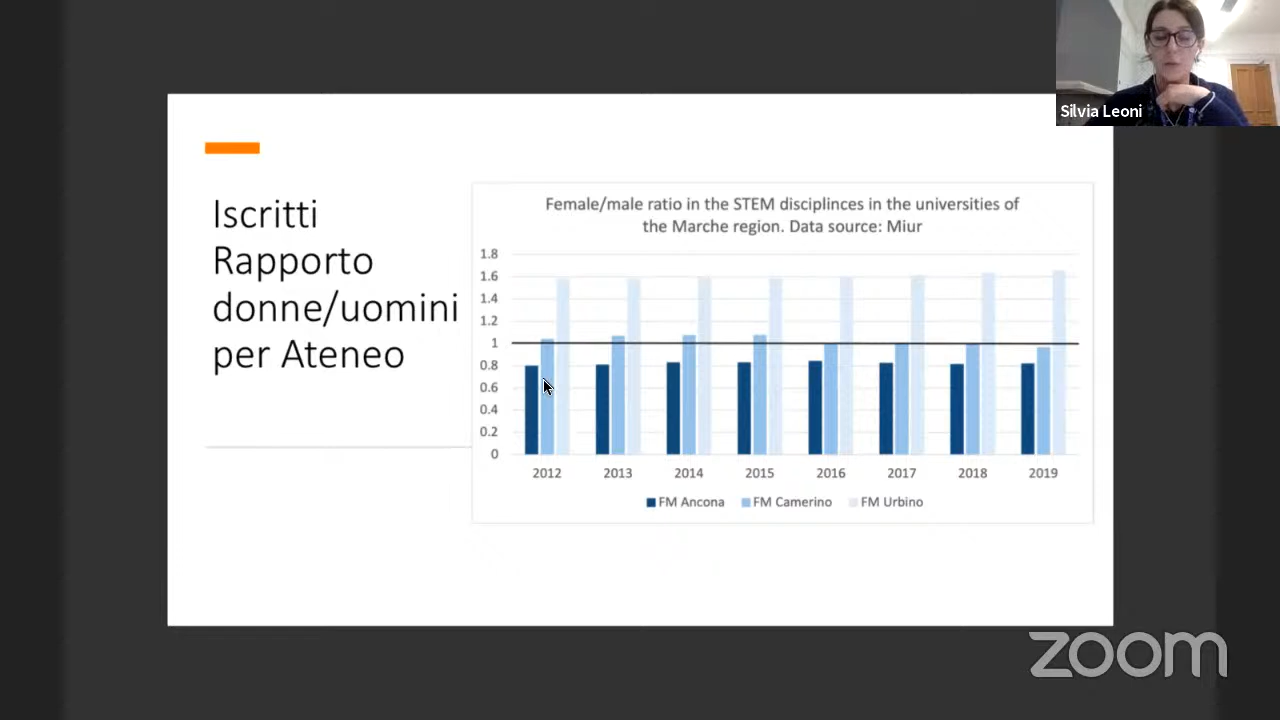 Silvia Leoni
Iscritti
Rapporto
donne/uomini
per Ateneo
Female/male ratio in the STEM disciplinces in the universities of
the Marche region. Data source: Miur
1.8
1.6
1.4
1.2
1
0.8
0.6
0.4
0.2
0
2012 2013 2014 2015 2016 2017 2018 2019
FM Ancona FM Camerino FM Urbino
zoom